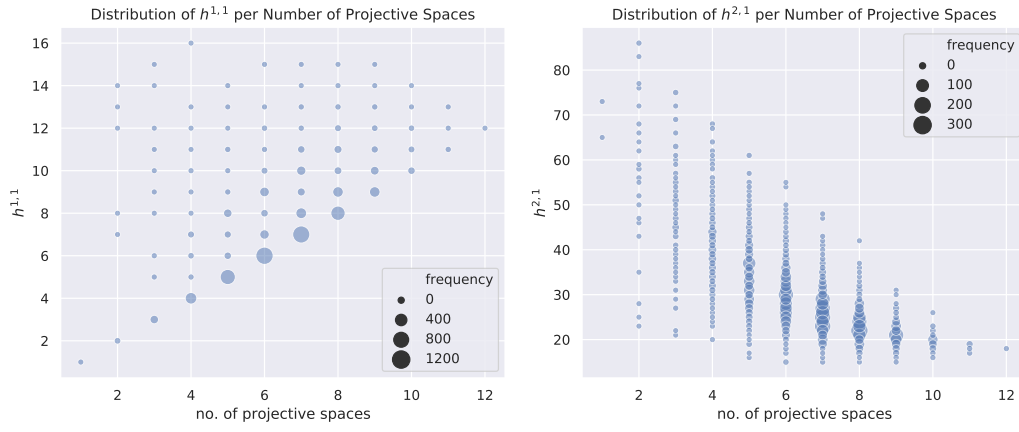 Distribution of h^{1,1} per Number of Projective Spaces
16
14
12
10
8
6
4
2
h^{1,1}
2 4 6 8 10 12
no. of projective spaces
frequency
0
400
800
1200
Distribution of h^{2,1} per Number of Projective Spaces
80
70
60
50
40
30
20
h^{2,1}
2 4 6 8 10 12
no. of projective spaces
frequency
0
100
200
300